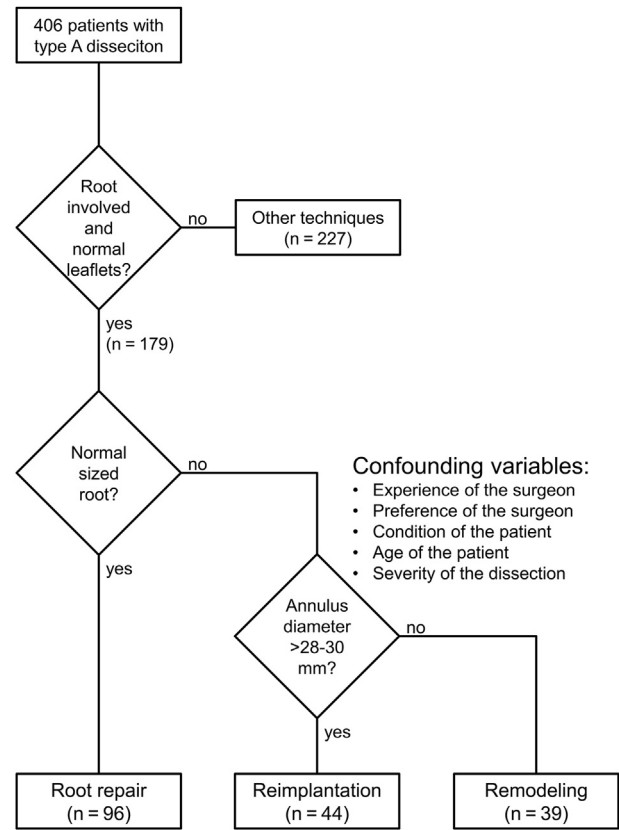 406 patients with
type A disseciton
Root
involved
and
normal
leaflets?
no
Other techniques
(n = 227)
yes
(n = 179)
Normal
sized
root?
no
Confounding variables:
• Experience of the surgeon
• Preference of the surgeon
• Condition of the patient
• Age of the patient
• Severity of the dissection
yes
Annulus
diameter
>28-30
mm?
no
yes
Root repair
(n = 96)
Reimplantation
(n = 44)
Remodeling
(n = 39)